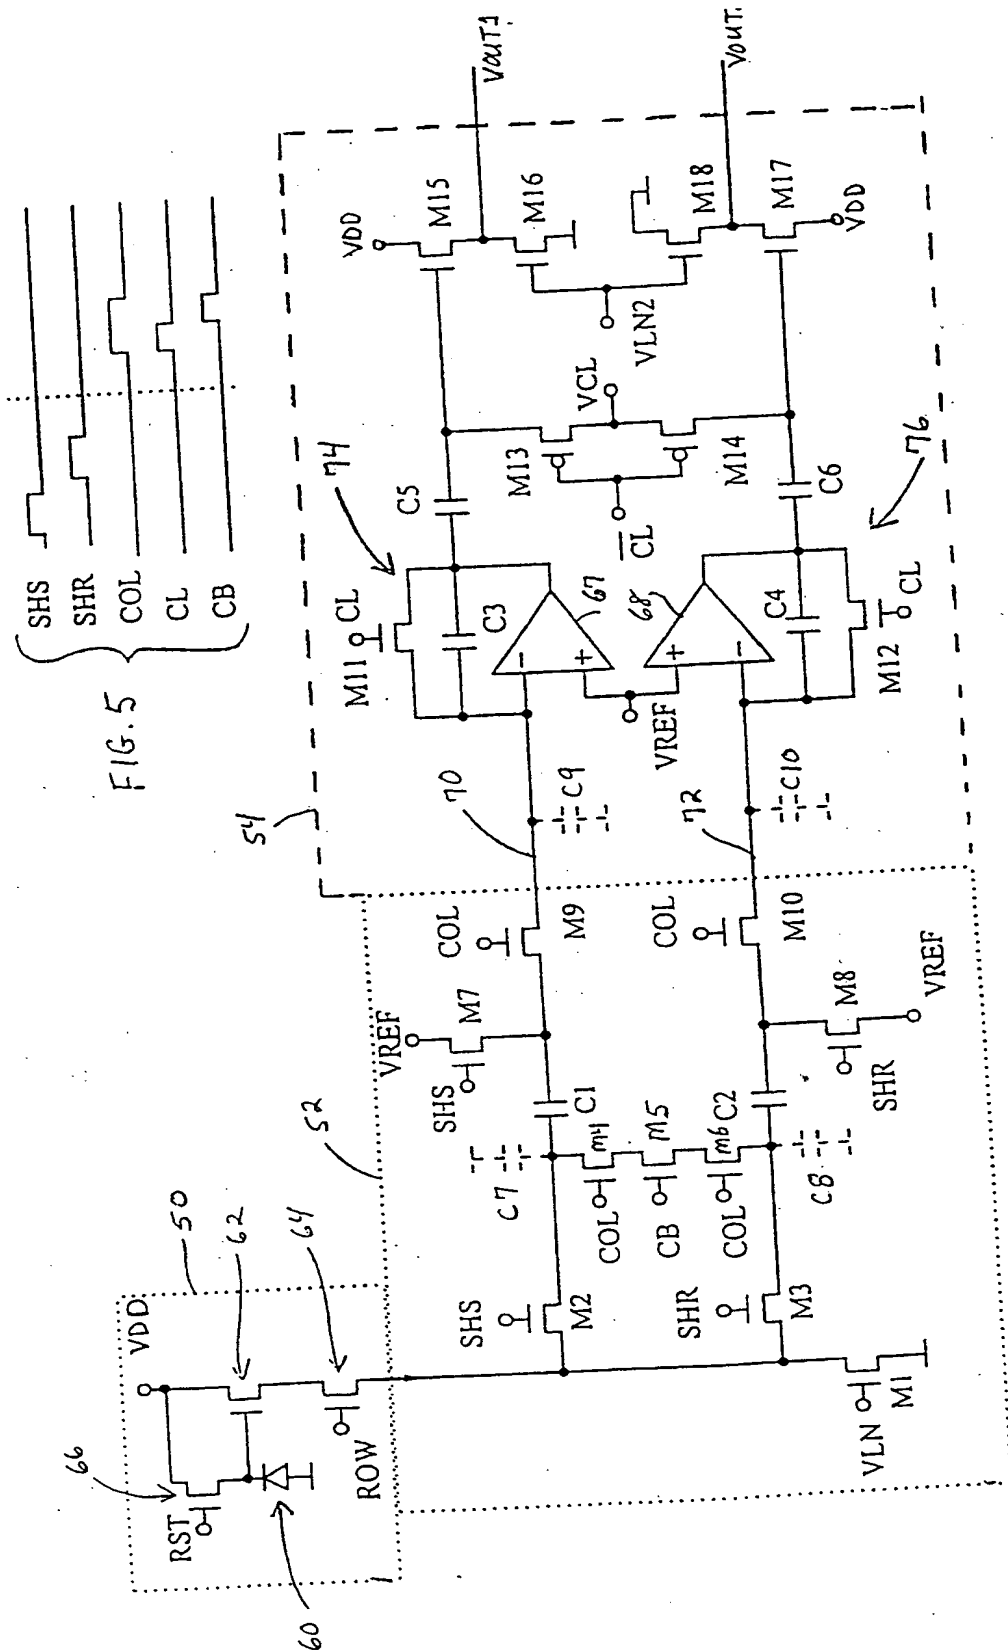 SHS
SHR
COL
CL
CB
FIG. 5
54
74
76
VOUT1
VOUT.
VDD
M15
M16
M18
M17
VDD
VLN2
VCL
M13
M14
CL
C5
C6
M11
CL
C3
67
68
C4
M12
CL
VREF
70
72
C9
C10
COL
M9
COL
M10
VREF
SHS
M7
M8
SHR
VREF
C1
C2
C7
C8
COL
M4
CB
M5
COL
M6
52
SHS
M2
SHR
M3
VLN
M1
50
VDD
62
64
66
RST
ROW
60